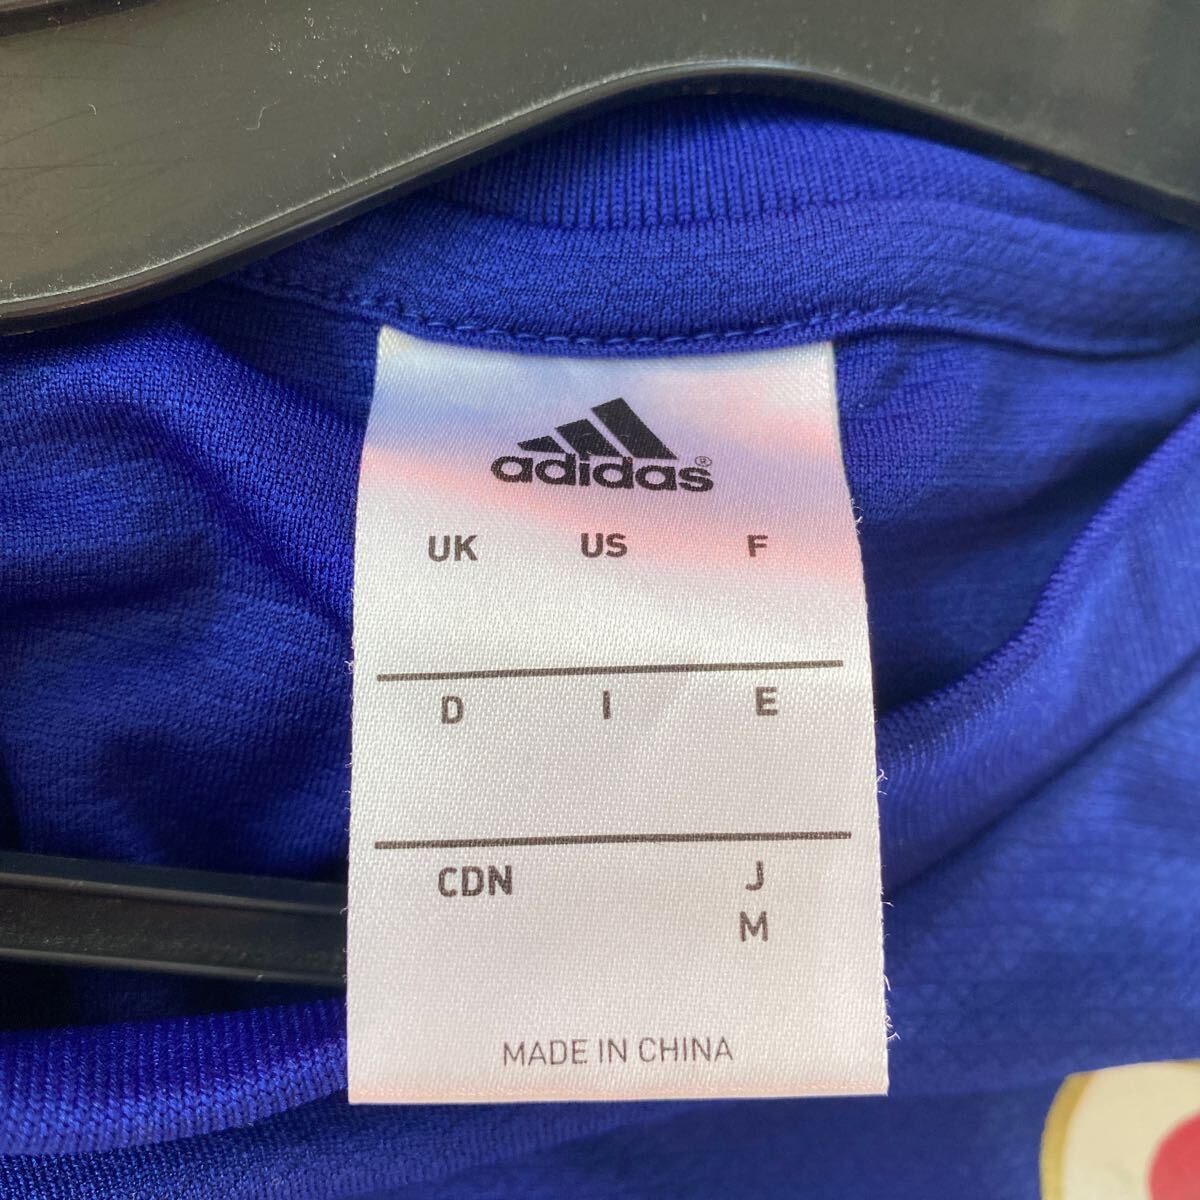 adidas®
UK US F
D I E
CDN J
M
MADE IN CHINA